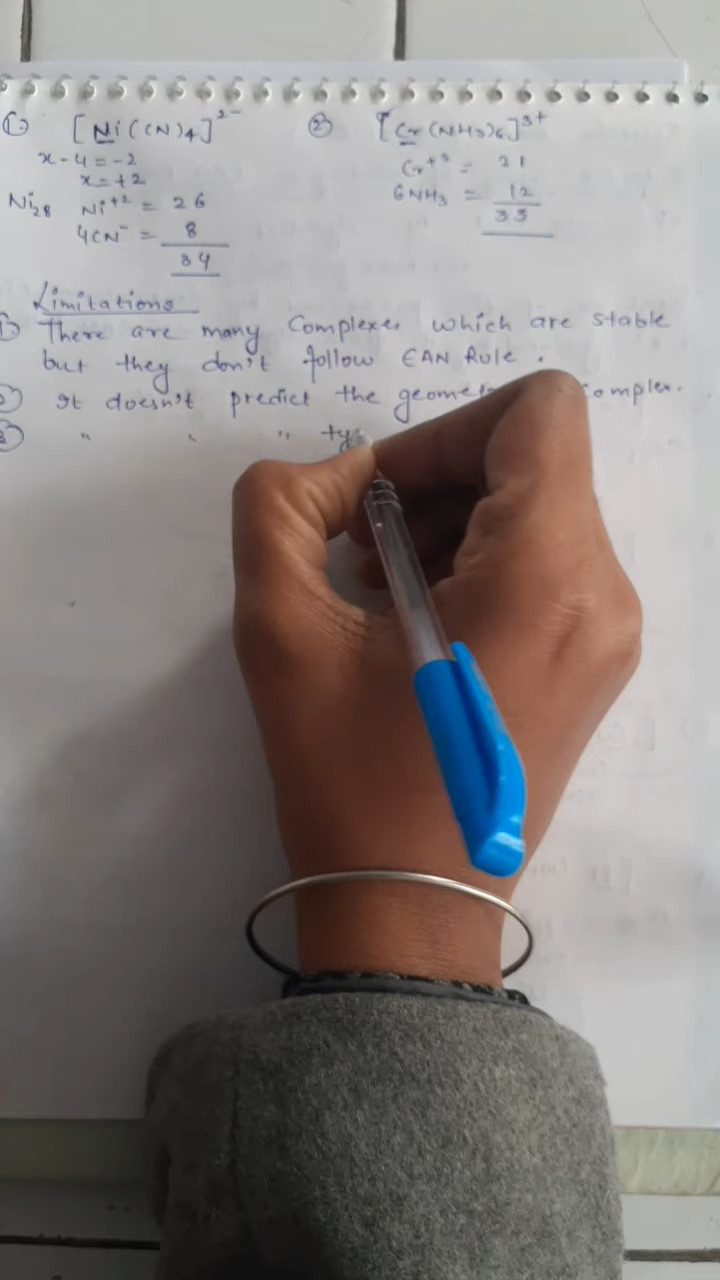 ① [Ni(CN)4]²⁻
x-4=-2
x=+2
Ni28 Ni⁺² = 26
4CN⁻ = 8
34
② [Cr(NH3)6]³⁺
Cr⁺³ = 21
6NH3 = 12
33
Limitations
① There are many Complexes which are stable
but they don't follow EAN Rule.
② It doesn't predict the geomet complex.
③ " " " ty